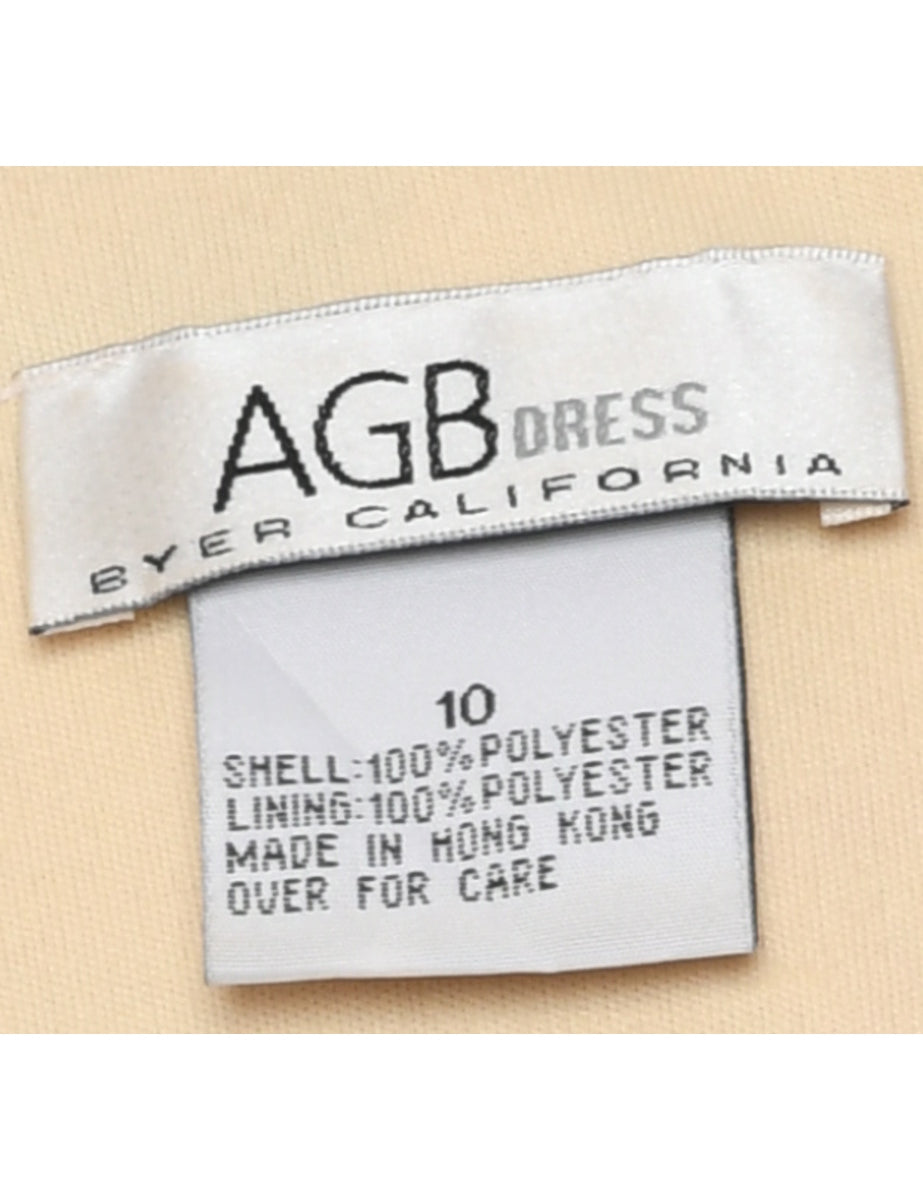 AGB DRESS
BYER CALIFORNIA
10
SHELL:100%POLYESTER
LINING:100%POLYESTER
MADE IN HONG KONG
OVER FOR CARE